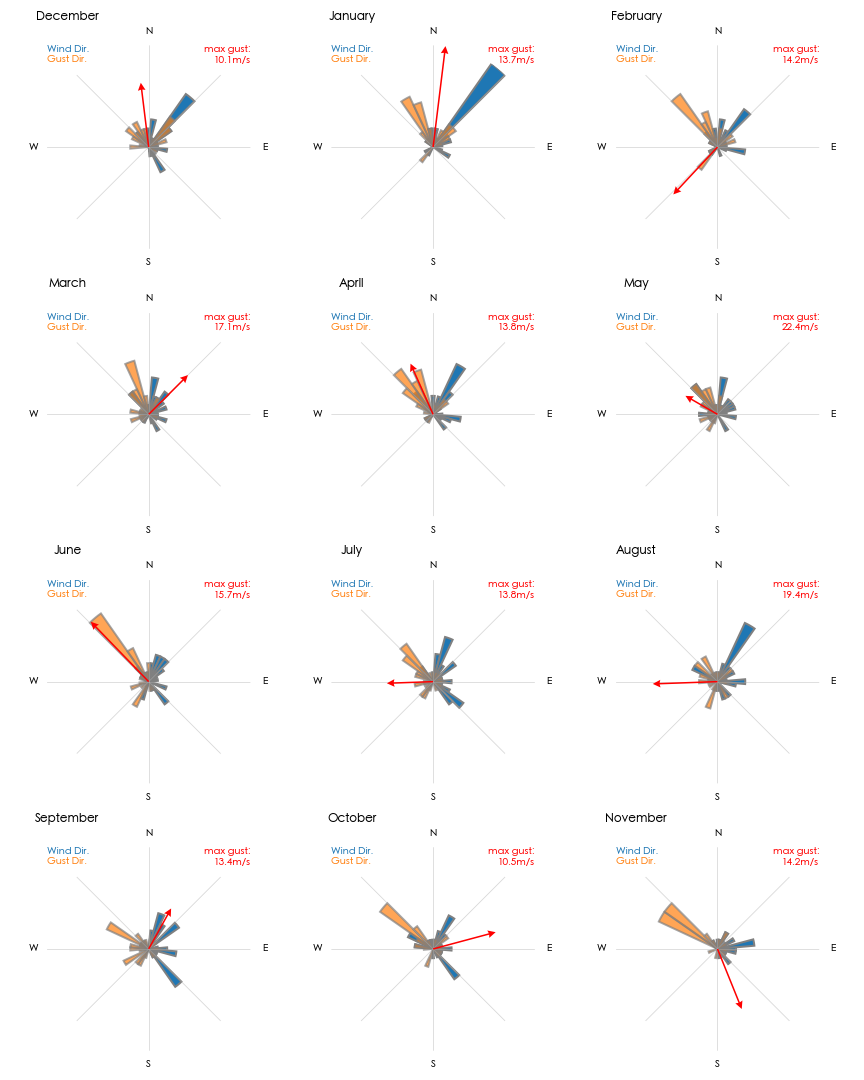 December
N
Wind Dir.
Gust Dir.
max gust:
10.1m/s
W
E
S
January
N
Wind Dir.
Gust Dir.
max gust:
13.7m/s
W
E
S
February
N
Wind Dir.
Gust Dir.
max gust:
14.2m/s
W
E
S
March
N
Wind Dir.
Gust Dir.
max gust:
17.1m/s
W
E
S
April
N
Wind Dir.
Gust Dir.
max gust:
13.8m/s
W
E
S
May
N
Wind Dir.
Gust Dir.
max gust:
22.4m/s
W
E
S
June
N
Wind Dir.
Gust Dir.
max gust:
15.7m/s
W
E
S
July
N
Wind Dir.
Gust Dir.
max gust:
13.8m/s
W
E
S
August
N
Wind Dir.
Gust Dir.
max gust:
19.4m/s
W
E
S
September
N
Wind Dir.
Gust Dir.
max gust:
13.4m/s
W
E
S
October
N
Wind Dir.
Gust Dir.
max gust:
10.5m/s
W
E
S
November
N
Wind Dir.
Gust Dir.
max gust:
14.2m/s
W
E
S